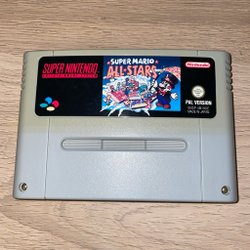 SUPER NINTENDO
ENTERTAINMENT SYSTEM
SUPER MARIO
ALL-STARS
Nintendo
PAL VERSION
MADE IN JAPAN